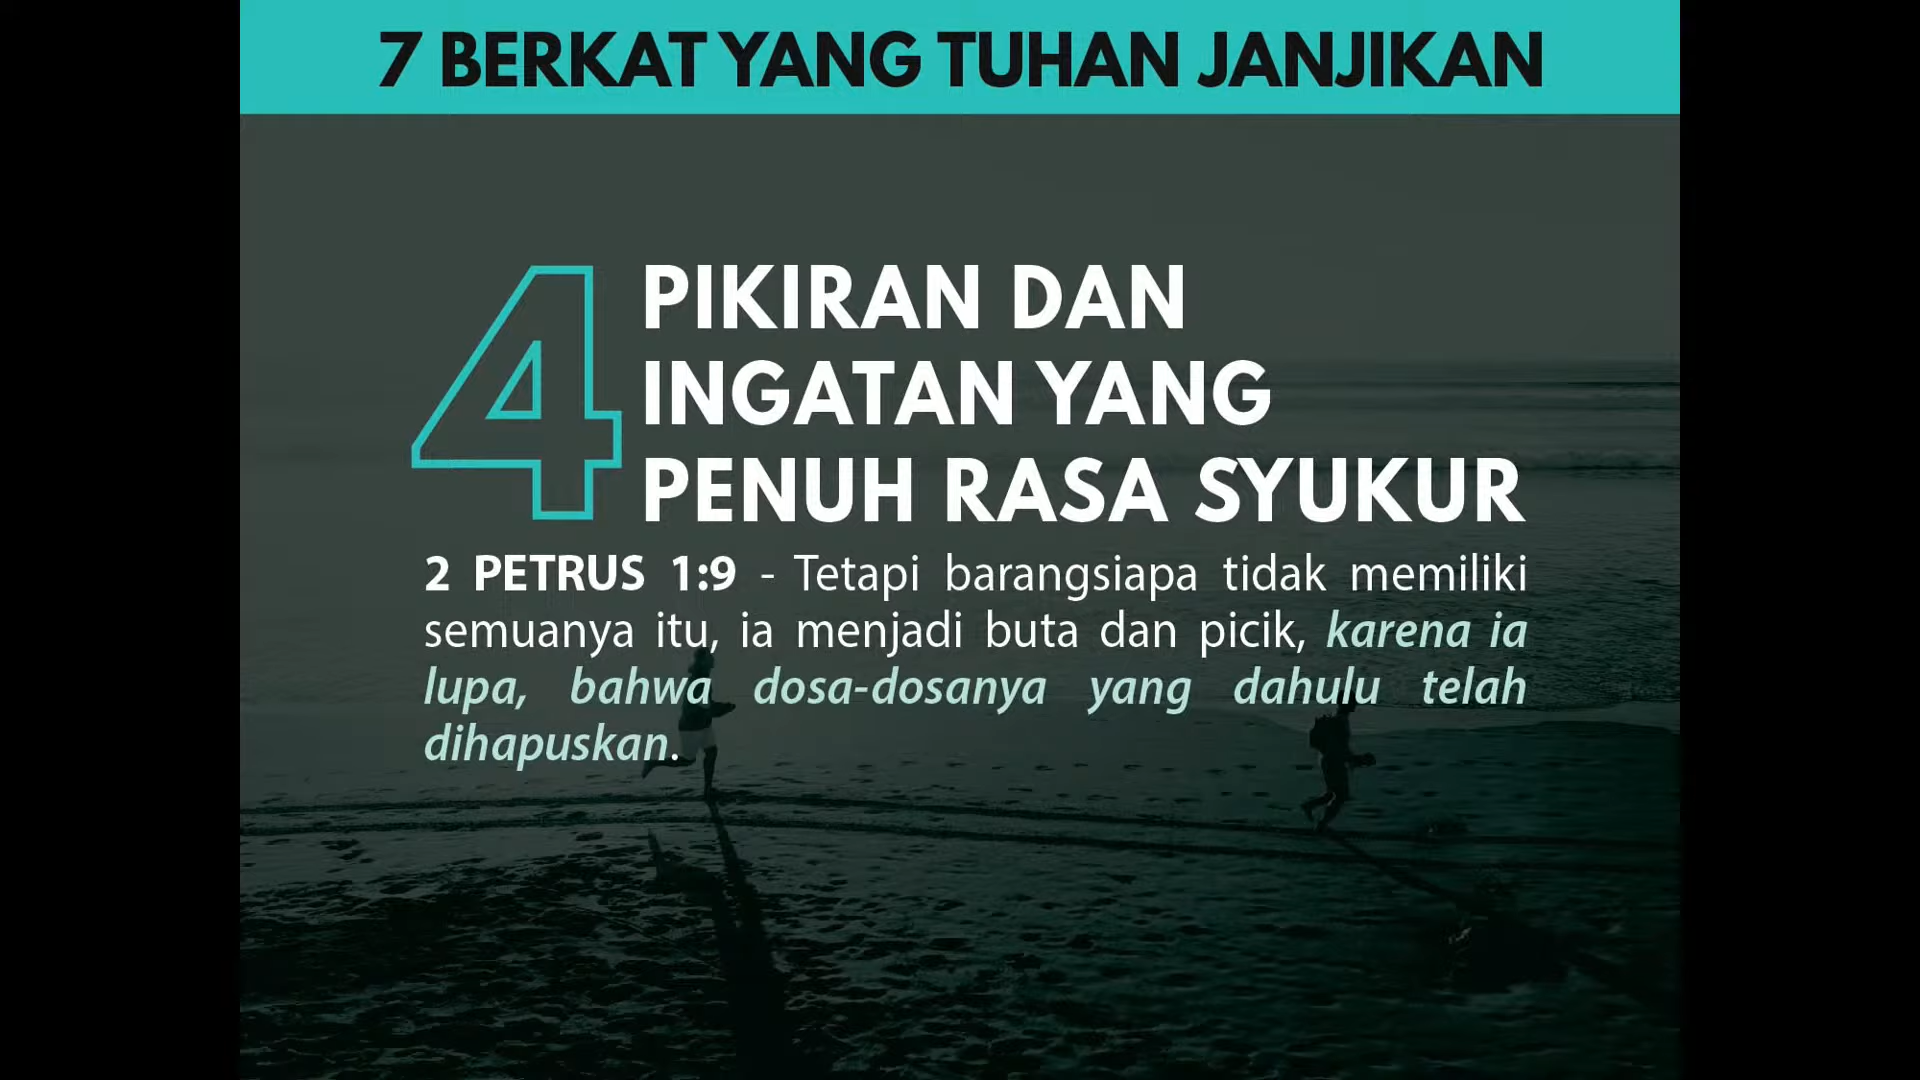 7 BERKAT YANG TUHAN JANJIKAN
4
PIKIRAN DAN
INGATAN YANG
PENUH RASA SYUKUR
2 PETRUS 1:9 - Tetapi barangsiapa tidak memiliki
semuanya itu, ia menjadi buta dan picik, karena ia
lupa, bahwa dosa-dosanya yang dahulu telah
dihapuskan.